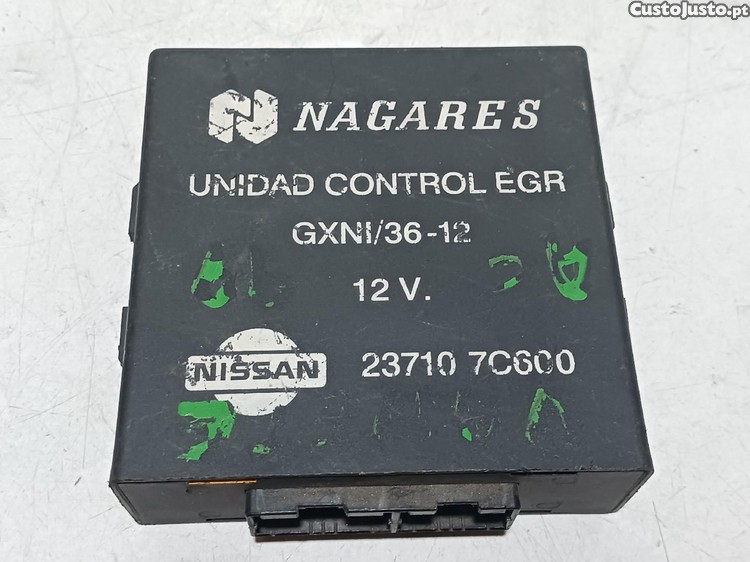 CustoJusto.pt
NAGARES
UNIDAD CONTROL EGR
GXNI/36-12
12 V.
NISSAN 23710 7C600